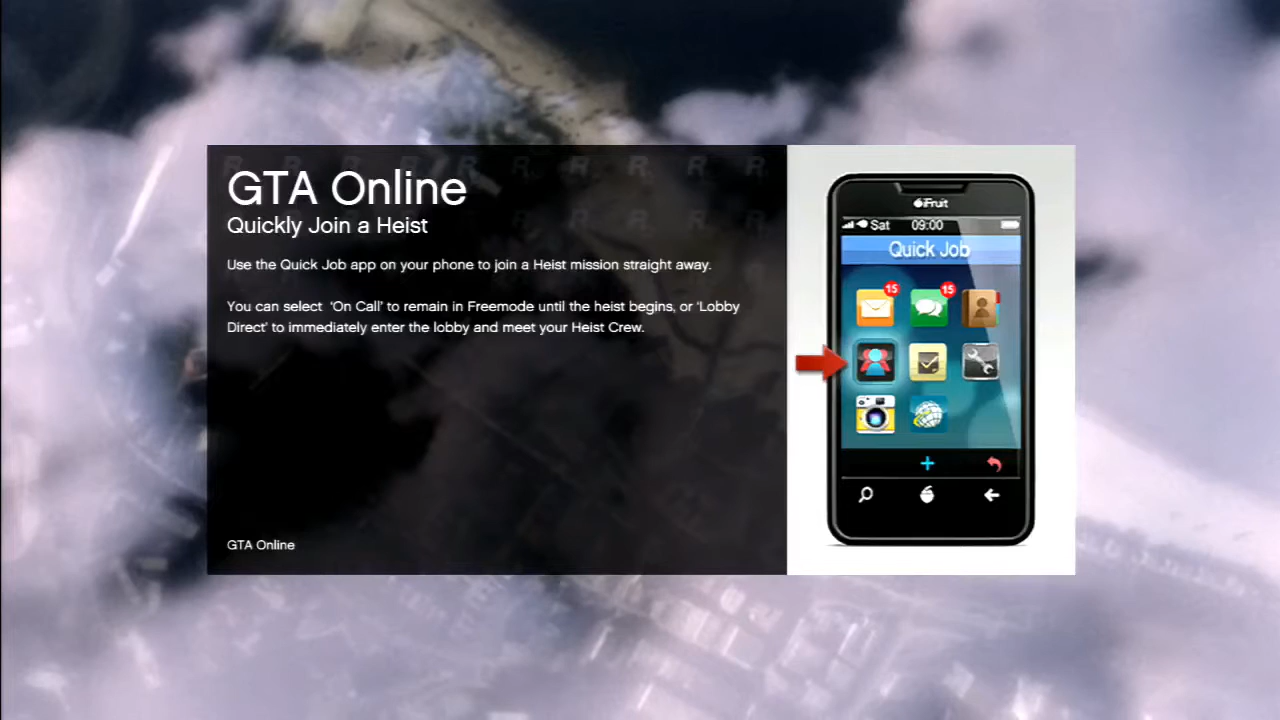 GTA Online
Quickly Join a Heist
Use the Quick Job app on your phone to join a Heist mission straight away.
You can select 'On Call' to remain in Freemode until the heist begins, or 'Lobby
Direct' to immediately enter the lobby and meet your Heist Crew.
GTA Online
iFruit
Sat 09:00
Quick Job
15 15